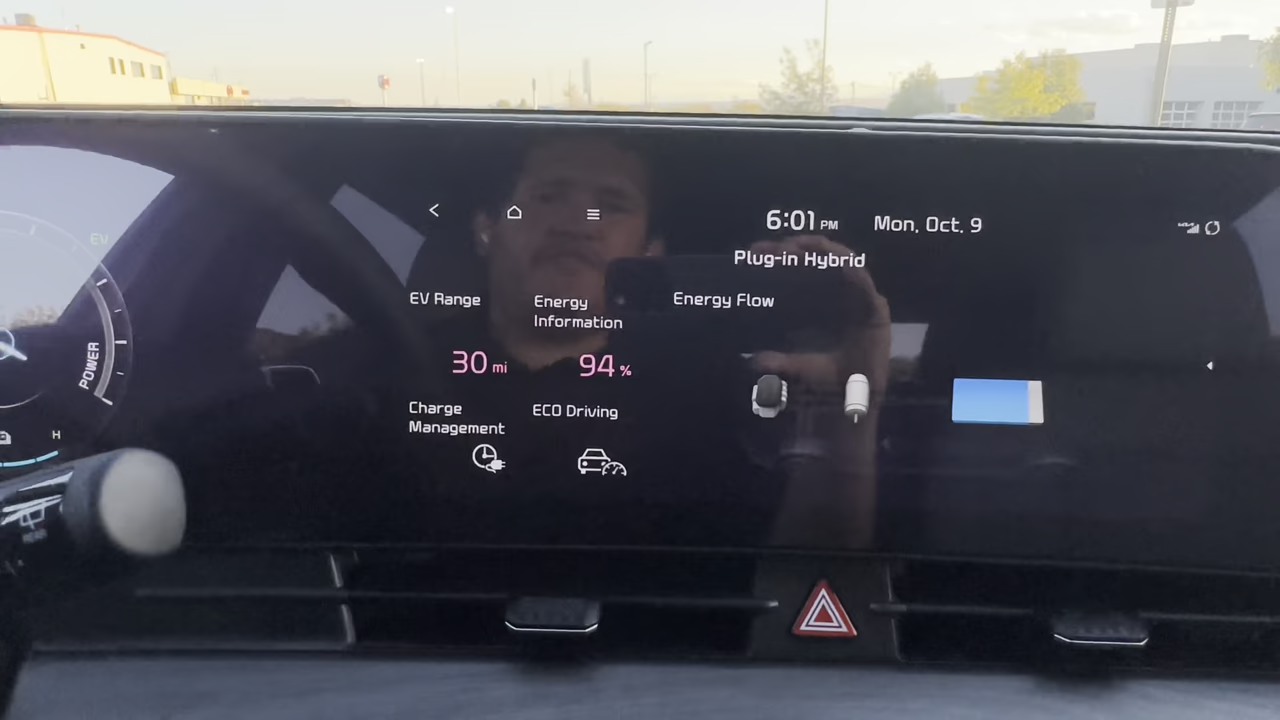 6:01 PM Mon, Oct. 9
Plug-in Hybrid
EV
POWER
H
EV Range
Energy
Information
Energy Flow
30 mi
94 %
Charge
Management
ECO Driving